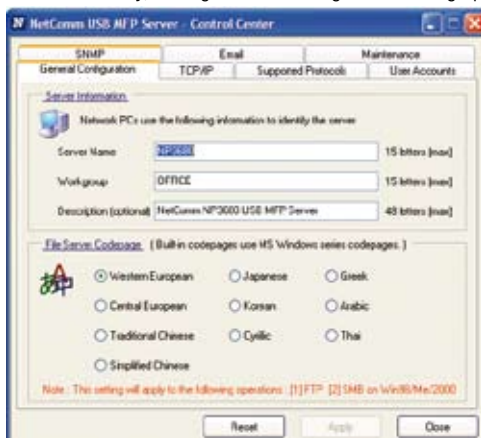 NetComm USB MFP Server - Control Center
SNMP Email Maintenance
General Configuration TCP/IP Supported Protocols User Accounts
Server Information
Network PCs use the following information to identify the server
Server Name NP3680 15 letters [max]
Workgroup OFFICE 15 letters [max]
Description (optional) NetComm NP3680 USB MFP Server 48 letters [max]
File Server Codepage ( Built-in codepages use MS Windows series codepages. )
Western European Japanese Greek
Central European Korean Arabic
Traditional Chinese Cyrillic Thai
Simplified Chinese
Note : This setting will apply to the following operations : [1] FTP [2] SMB on Win98/Me/2000
Reset Apply Close